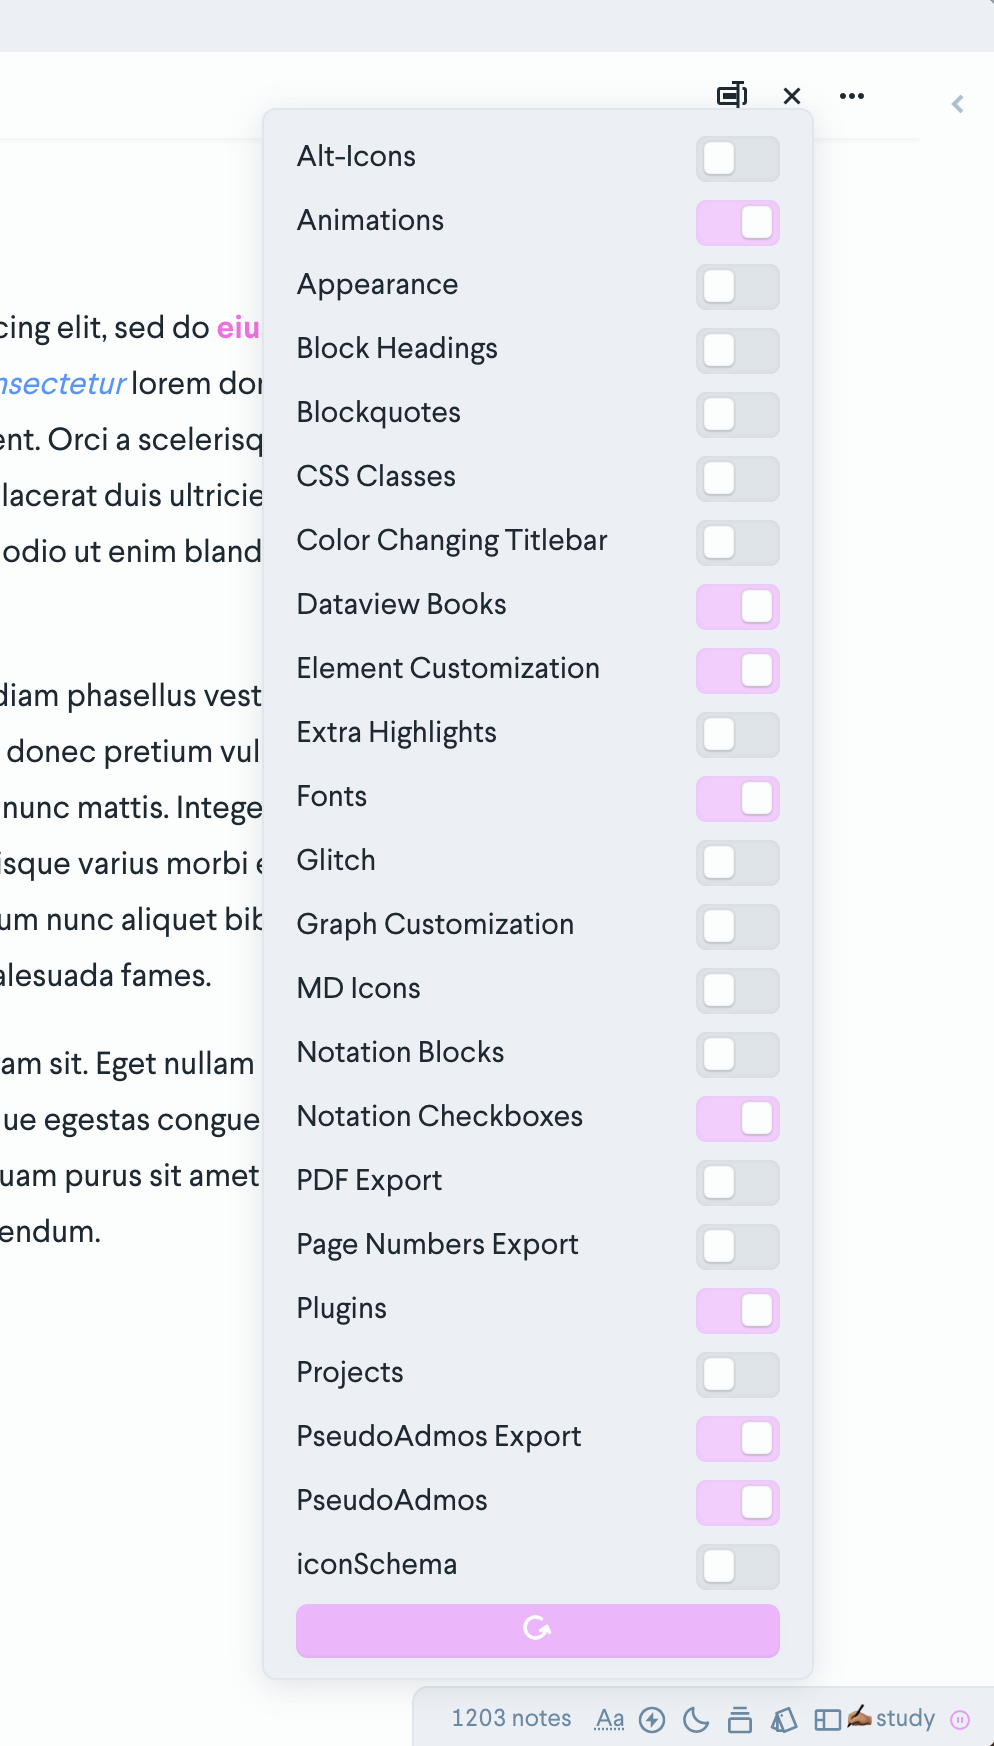 Alt-Icons
Animations
Appearance
Block Headings
Blockquotes
CSS Classes
Color Changing Titlebar
Dataview Books
Element Customization
Extra Highlights
Fonts
Glitch
Graph Customization
MD Icons
Notation Blocks
Notation Checkboxes
PDF Export
Page Numbers Export
Plugins
Projects
PseudoAdmos Export
PseudoAdmos
iconSchema
cing elit, sed do eiu
nsectetur lorem dor
ent. Orci a scelerisq
lacerat duis ultricie
odio ut enim bland
diam phasellus vest
donec pretium vul
nunc mattis. Intege
isque varius morbi e
um nunc aliquet bib
alesuada fames.
am sit. Eget nullam
ue egestas congue
uam purus sit amet
endum.
1203 notes Aa study